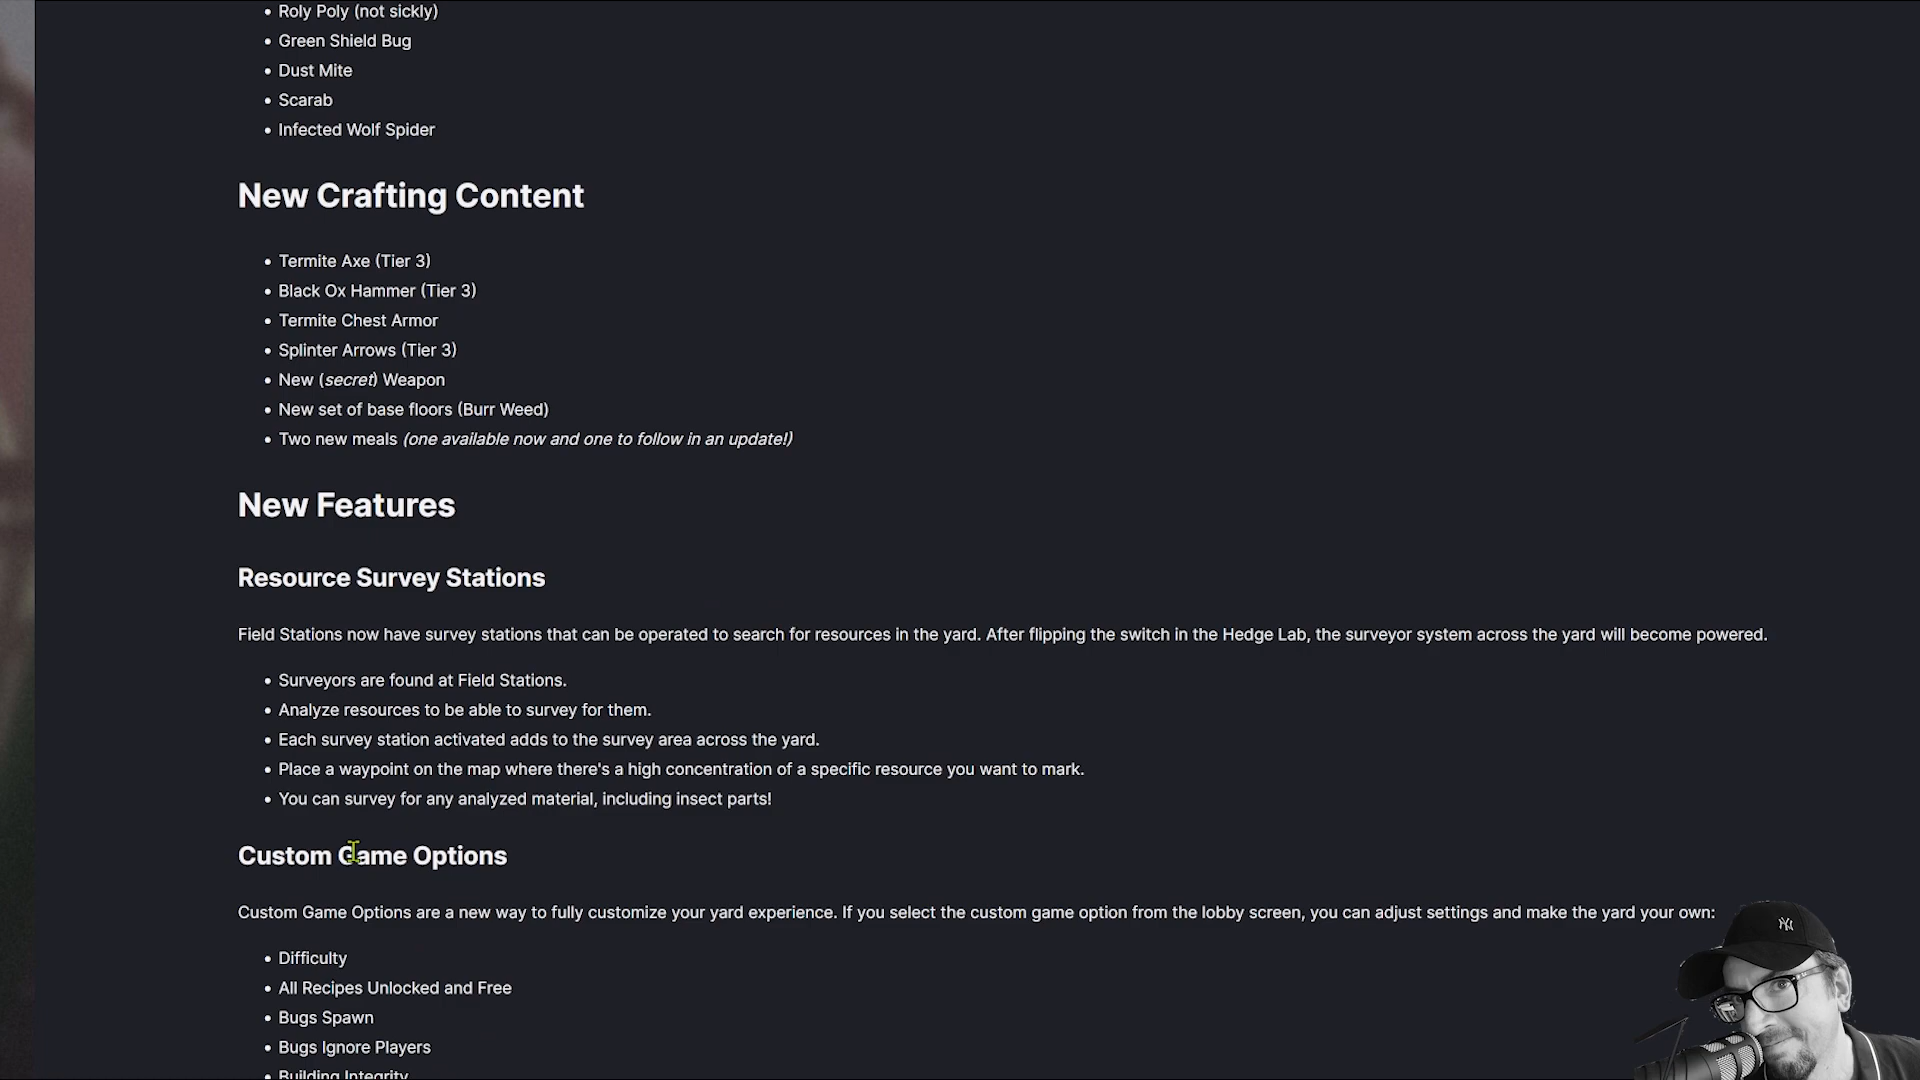 • Roly Poly (not sickly)
• Green Shield Bug
• Dust Mite
• Scarab
• Infected Wolf Spider
New Crafting Content
• Termite Axe (Tier 3)
• Black Ox Hammer (Tier 3)
• Termite Chest Armor
• Splinter Arrows (Tier 3)
• New (secret) Weapon
• New set of base floors (Burr Weed)
• Two new meals (one available now and one to follow in an update!)
New Features
Resource Survey Stations
Field Stations now have survey stations that can be operated to search for resources in the yard. After flipping the switch in the Hedge Lab, the surveyor system across the yard will become powered.
• Surveyors are found at Field Stations.
• Analyze resources to be able to survey for them.
• Each survey station activated adds to the survey area across the yard.
• Place a waypoint on the map where there's a high concentration of a specific resource you want to mark.
• You can survey for any analyzed material, including insect parts!
Custom Game Options
Custom Game Options are a new way to fully customize your yard experience. If you select the custom game option from the lobby screen, you can adjust settings and make the yard your own:
• Difficulty
• All Recipes Unlocked and Free
• Bugs Spawn
• Bugs Ignore Players
• Building Integrity
NY